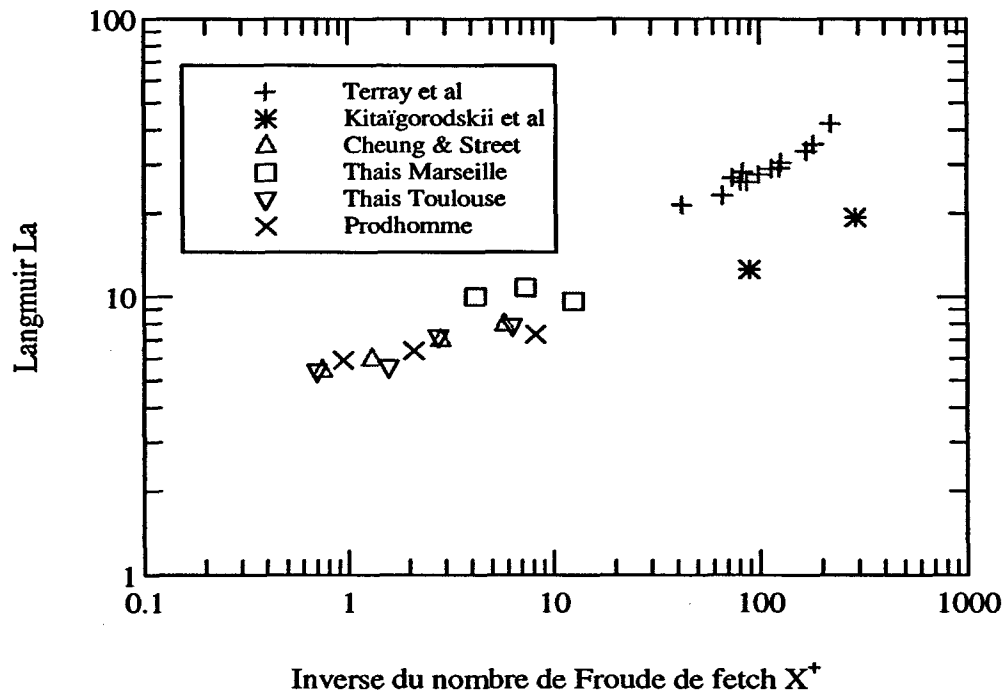 100
10
1
Langmuir La
Terray et al
Kitaïgorodskii et al
Cheung & Street
Thais Marseille
Thais Toulouse
Prodhomme
0.1 1 10 100 1000
Inverse du nombre de Froude de fetch X⁺